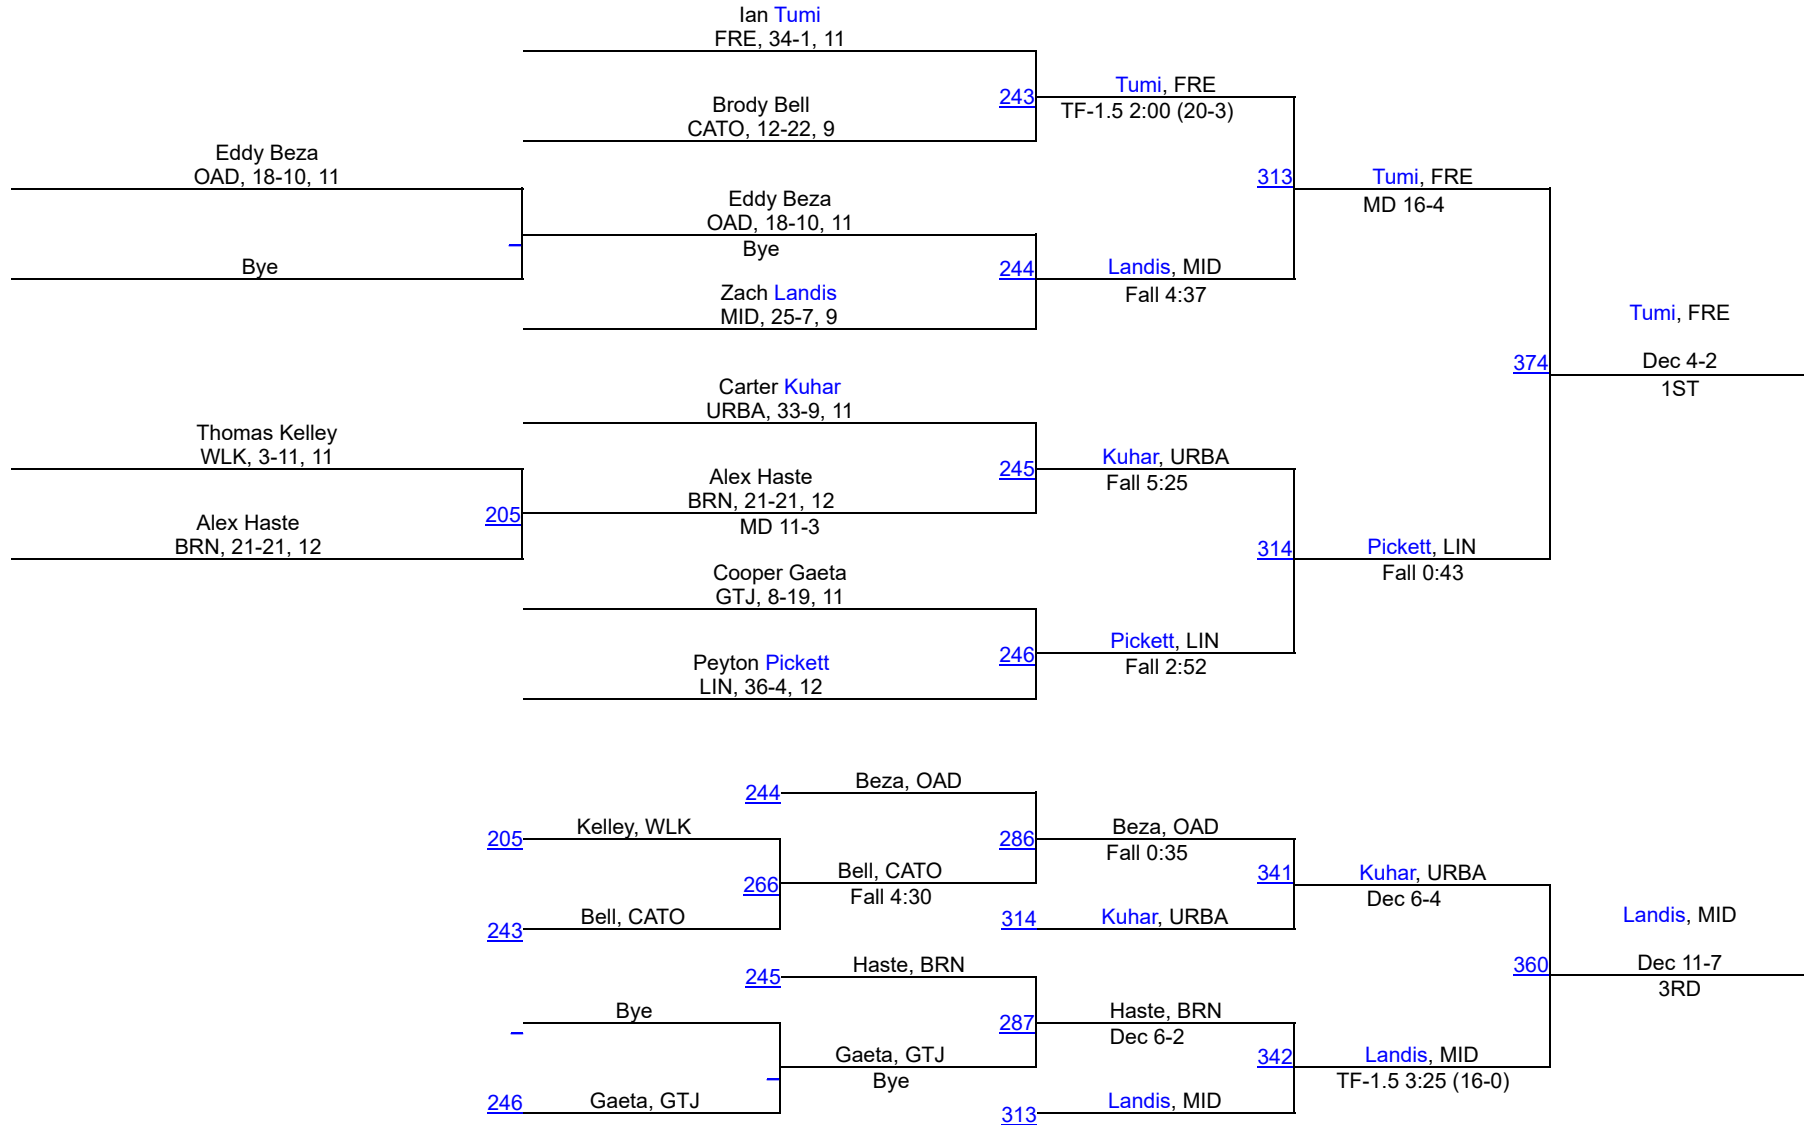 Ian Tumi
FRE, 34-1, 11
243
Brody Bell
CATO, 12-22, 9
Tumi, FRE
TF-1.5 2:00 (20-3)
Eddy Beza
OAD, 18-10, 11
Bye
Eddy Beza
OAD, 18-10, 11
Bye
244
Zach Landis
MID, 25-7, 9
Landis, MID
Fall 4:37
313
Tumi, FRE
MD 16-4
Carter Kuhar
URBA, 33-9, 11
Thomas Kelley
WLK, 3-11, 11
205
Alex Haste
BRN, 21-21, 12
Alex Haste
BRN, 21-21, 12
MD 11-3
245
Kuhar, URBA
Fall 5:25
Cooper Gaeta
GTJ, 8-19, 11
246
Peyton Pickett
LIN, 36-4, 12
Pickett, LIN
Fall 2:52
314
Pickett, LIN
Fall 0:43
374
Tumi, FRE
Dec 4-2
1ST
244
Beza, OAD
205
Kelley, WLK
266
243
Bell, CATO
Bell, CATO
Fall 4:30
286
Beza, OAD
Fall 0:35
314
Kuhar, URBA
341
Kuhar, URBA
Dec 6-4
245
Haste, BRN
Bye
246
Gaeta, GTJ
Gaeta, GTJ
Bye
287
Haste, BRN
Dec 6-2
313
Landis, MID
342
Landis, MID
TF-1.5 3:25 (16-0)
360
Landis, MID
Dec 11-7
3RD